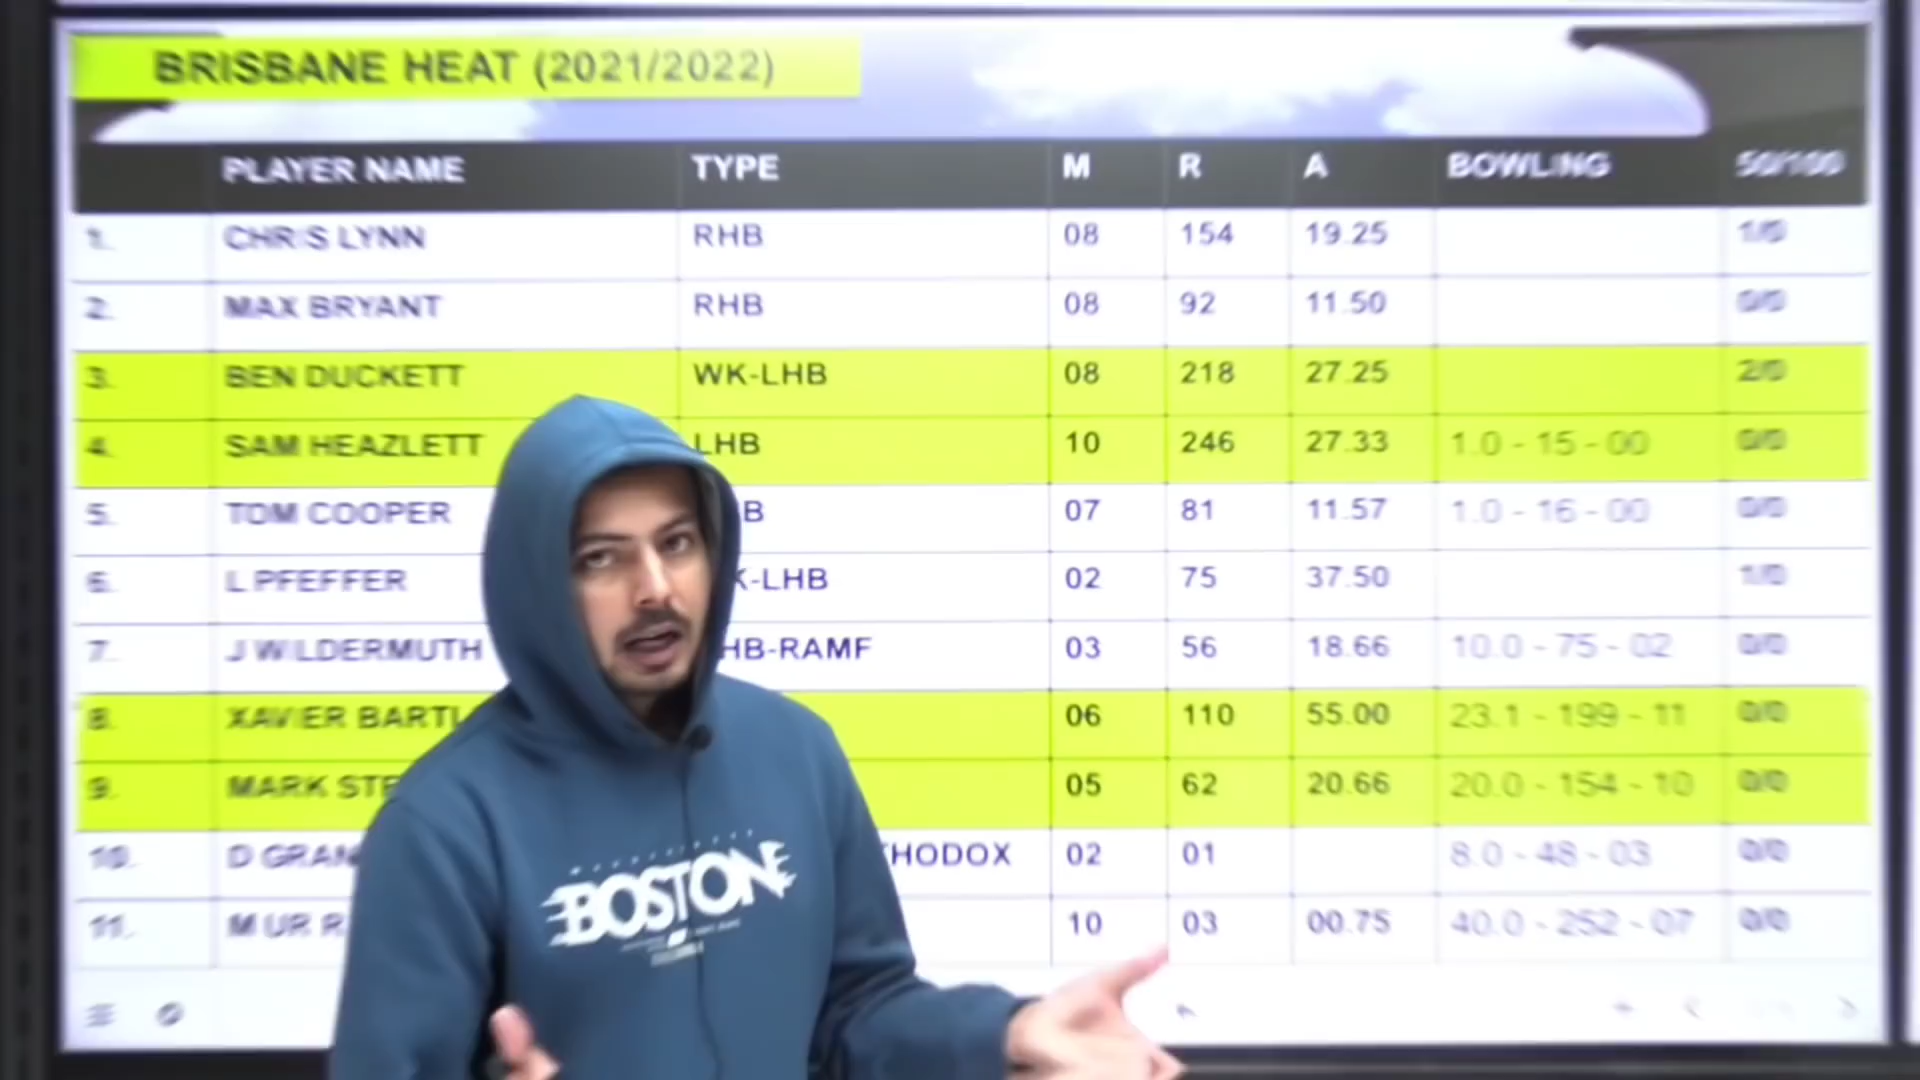 BRISBANE HEAT (2021/2022)
PLAYER NAME TYPE M R A BOWLING 50/100
1. CHRIS LYNN RHB 08 154 19.25 1/0
2. MAX BRYANT RHB 08 92 11.50 0/0
3. BEN DUCKETT WK-LHB 08 218 27.25 2/0
4. SAM HEAZLETT LHB 10 246 27.33 1.0 - 15 - 00 0/0
5. TOM COOPER B 07 81 11.57 1.0 - 16 - 00 0/0
6. L PFEFFER K-LHB 02 75 37.50 1/0
7. J WILDERMUTH HB-RAMF 03 56 18.66 10.0 - 75 - 02 0/0
8. XAVIER BARTL 06 110 55.00 23.1 - 199 - 11 0/0
9. MARK STE 05 62 20.66 20.0 - 154 - 10 0/0
10. D GRAN THODOX 02 01 8.0 - 48 - 03 0/0
11. M UR R 10 03 00.75 40.0 - 252 - 07 0/0
BOSTON